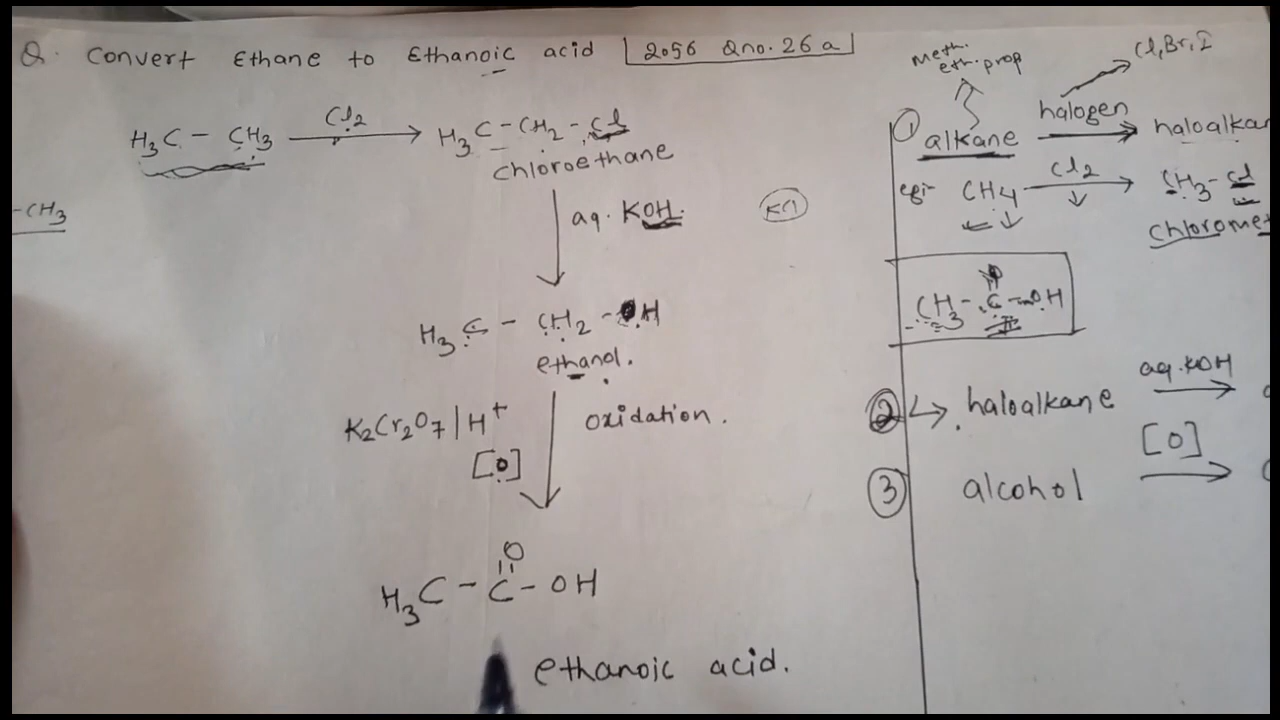 Q. Convert Ethane to Ethanoic acid 2056 Qno. 26 a
H3C - CH3 Cl2 H3C - CH2 - Cl
chloroethane
- CH3
aq. KOH.
H3C - CH2 - OH
ethanol.
K2Cr2O7 | H+ oxidation.
[O]
O
H3C - C - OH
ethanoic acid.
meth. Cl, Br, I
eth. prop
① alkane halogen haloalkan
eg:- CH4 Cl2 CH3 - Cl
chloromet
O
CH3 - C - OH
② haloalkane aq. KOH
③ alcohol [O]